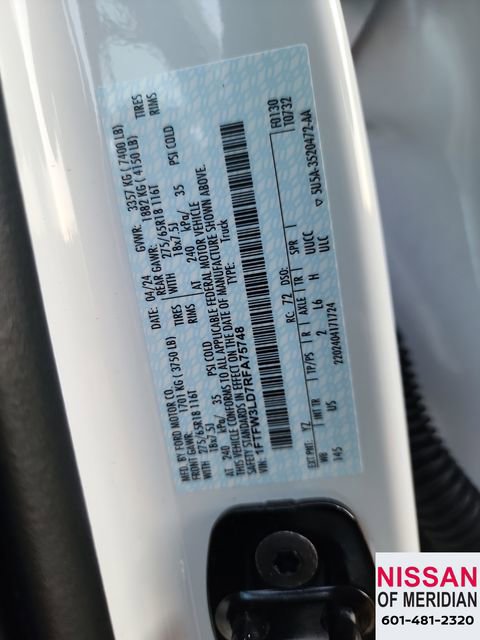 MFD. BY FORD MOTOR CO.
DATE: 04/24 GVWR: 3357 KG ( 7400 LB)
FRONT GAWR: 1701 KG ( 3750 LB) REAR GAWR: 1882 KG ( 4150 LB)
WITH 275/65R18 116T TIRES WITH 275/65R18 116T TIRES
18x7.5J RIMS 18x7.5J RIMS
AT 240 kPa/ 35 PSI COLD AT 240 kPa/ 35 PSI COLD
THIS VEHICLE CONFORMS TO ALL APPLICABLE FEDERAL MOTOR VEHICLE
SAFETY STANDARDS IN EFFECT ON THE DATE OF MANUFACTURE SHOWN ABOVE.
VIN: 1FTFW3LD7RFA75748
TYPE: Truck
F0130
T0732
EXT PNT: YZ RC: 72 DSO:
WB INT TR TP/PS R AXLE TR SPR
145 US 2 L6 H UUCC
ULC
2202404171724
5U5A-3520472-AA
NISSAN
OF MERIDIAN
601-481-2320